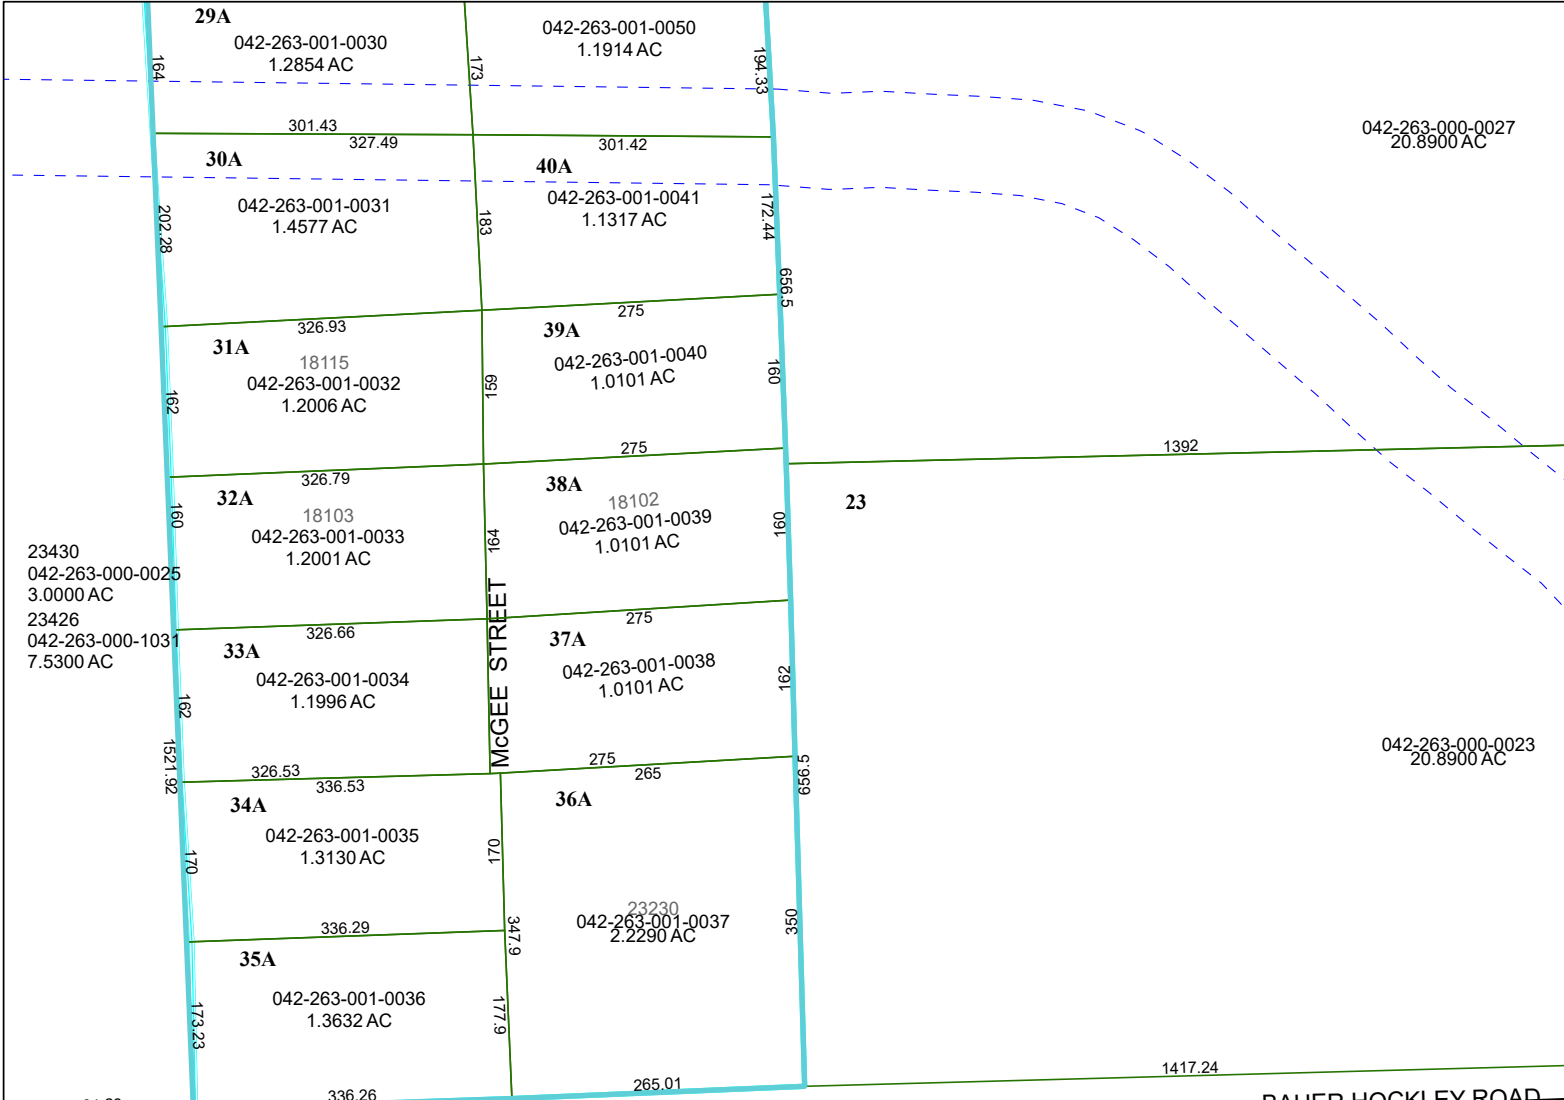 29A
042-263-001-0030
1.2854 AC
042-263-001-0050
1.1914 AC
164
173
194.33
301.43
327.49
301.42
042-263-000-0027
20.8900 AC
30A
40A
042-263-001-0031
1.4577 AC
042-263-001-0041
1.1317 AC
202.28
183
172.44
656.5
326.93
275
31A
39A
18115
042-263-001-0032
1.2006 AC
042-263-001-0040
1.0101 AC
162
159
160
326.79
275
1392
32A
38A
23
18103
042-263-001-0033
1.2001 AC
18102
042-263-001-0039
1.0101 AC
160
164
160
23430
042-263-000-0025
3.0000 AC
23426
042-263-000-1031
7.5300 AC
326.66
275
33A
37A
McGEE STREET
042-263-001-0034
1.1996 AC
042-263-001-0038
1.0101 AC
162
162
1521.92
326.53
336.53
275
265
656.5
042-263-000-0023
20.8900 AC
34A
36A
042-263-001-0035
1.3130 AC
170
170
23230
042-263-001-0037
2.2290 AC
350
336.29
347.9
35A
042-263-001-0036
1.3632 AC
173.23
177.9
336.26
265.01
1417.24
BAUER HOCKLEY ROAD